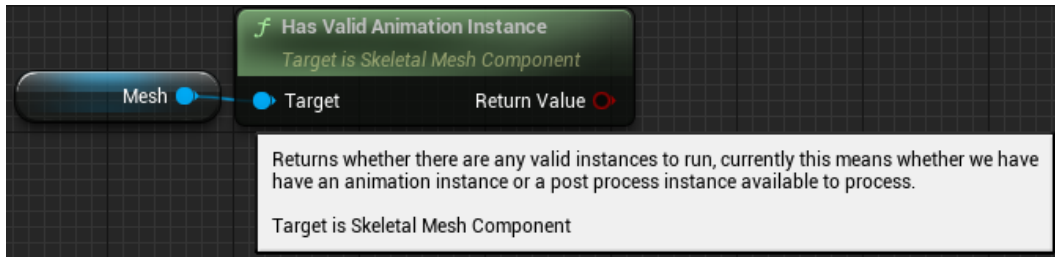 f Has Valid Animation Instance
Target is Skeletal Mesh Component
Mesh
Target
Return Value
Returns whether there are any valid instances to run, currently this means whether we have
have an animation instance or a post process instance available to process.
Target is Skeletal Mesh Component